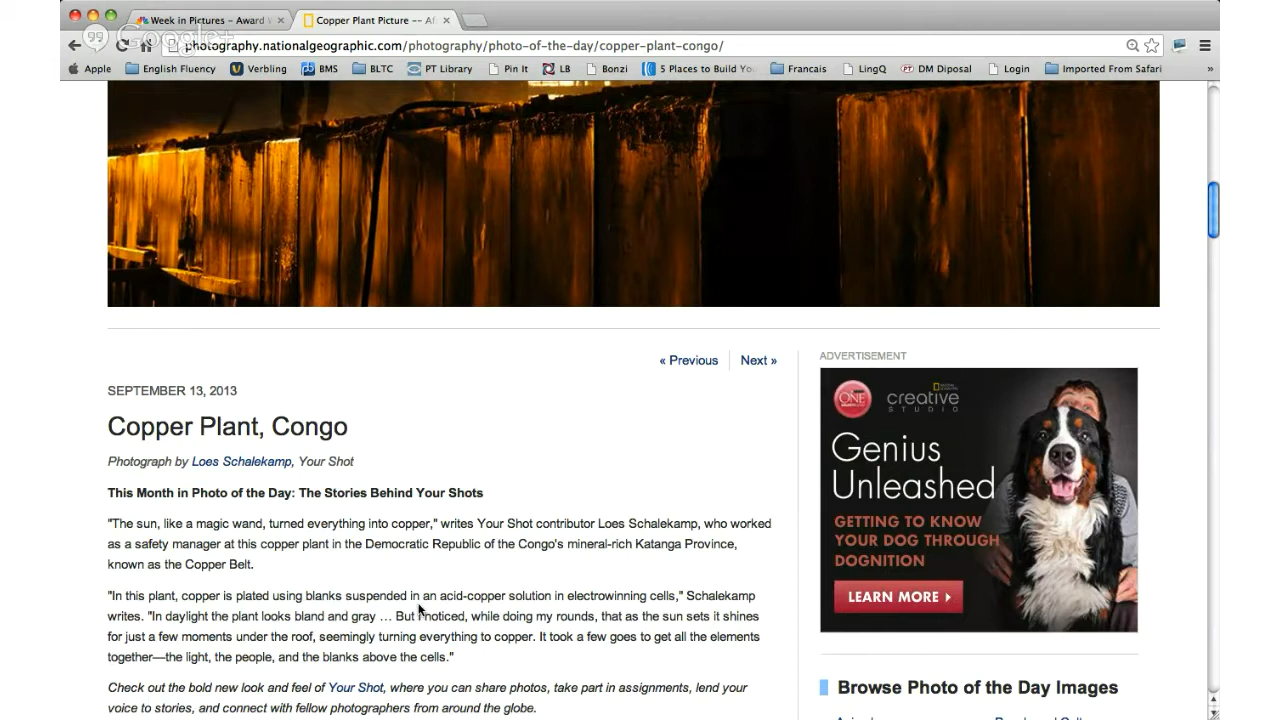 Week in Pictures - Award
Copper Plant Picture -- Af
Google+
photography.nationalgeographic.com/photography/photo-of-the-day/copper-plant-congo/
Apple English Fluency Verbling BMS BLTC PT Library Pin It LB Bonzi 5 Places to Build Yo Francais LingQ DM Diposal Login Imported From Safari »
« Previous Next »
ADVERTISEMENT
SEPTEMBER 13, 2013
Copper Plant, Congo
Photograph by Loes Schalekamp, Your Shot
This Month in Photo of the Day: The Stories Behind Your Shots
"The sun, like a magic wand, turned everything into copper," writes Your Shot contributor Loes Schalekamp, who worked
as a safety manager at this copper plant in the Democratic Republic of the Congo's mineral-rich Katanga Province,
known as the Copper Belt.
"In this plant, copper is plated using blanks suspended in an acid-copper solution in electrowinning cells," Schalekamp
writes. "In daylight the plant looks bland and gray … But I noticed, while doing my rounds, that as the sun sets it shines
for just a few moments under the roof, seemingly turning everything to copper. It took a few goes to get all the elements
together—the light, the people, and the blanks above the cells."
Check out the bold new look and feel of Your Shot, where you can share photos, take part in assignments, lend your
voice to stories, and connect with fellow photographers from around the globe.
ONE
creative
STUDIO
Genius
Unleashed
GETTING TO KNOW
YOUR DOG THROUGH
DOGNITION
LEARN MORE
Browse Photo of the Day Images